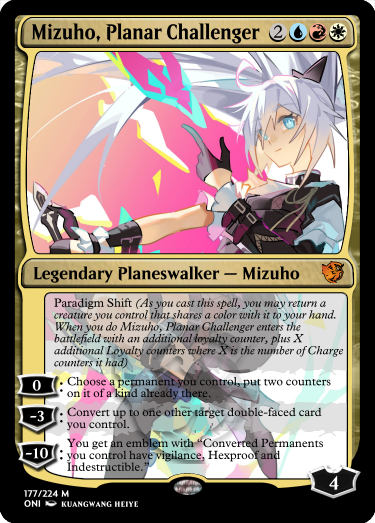 Mizuho, Planar Challenger 2
Legendary Planeswalker — Mizuho
Paradigm Shift (As you cast this spell, you may return a
creature you control that shares a color with it to your hand.
When you do Mizuho, Planar Challenger enters the
battlefield with an additional loyalty counter, plus X
additional Loyalty counters where X is the number of Charge
counters it had)
0 : Choose a permanent you control, put two counters
on it of a kind already there.
-3 : Convert up to one other target double-faced card
you control.
-10 : You get an emblem with “Converted Permanents
you control have vigilance, Hexproof and
Indestructible.”
4
177/224 M
ONI KUANGWANG HEIYE